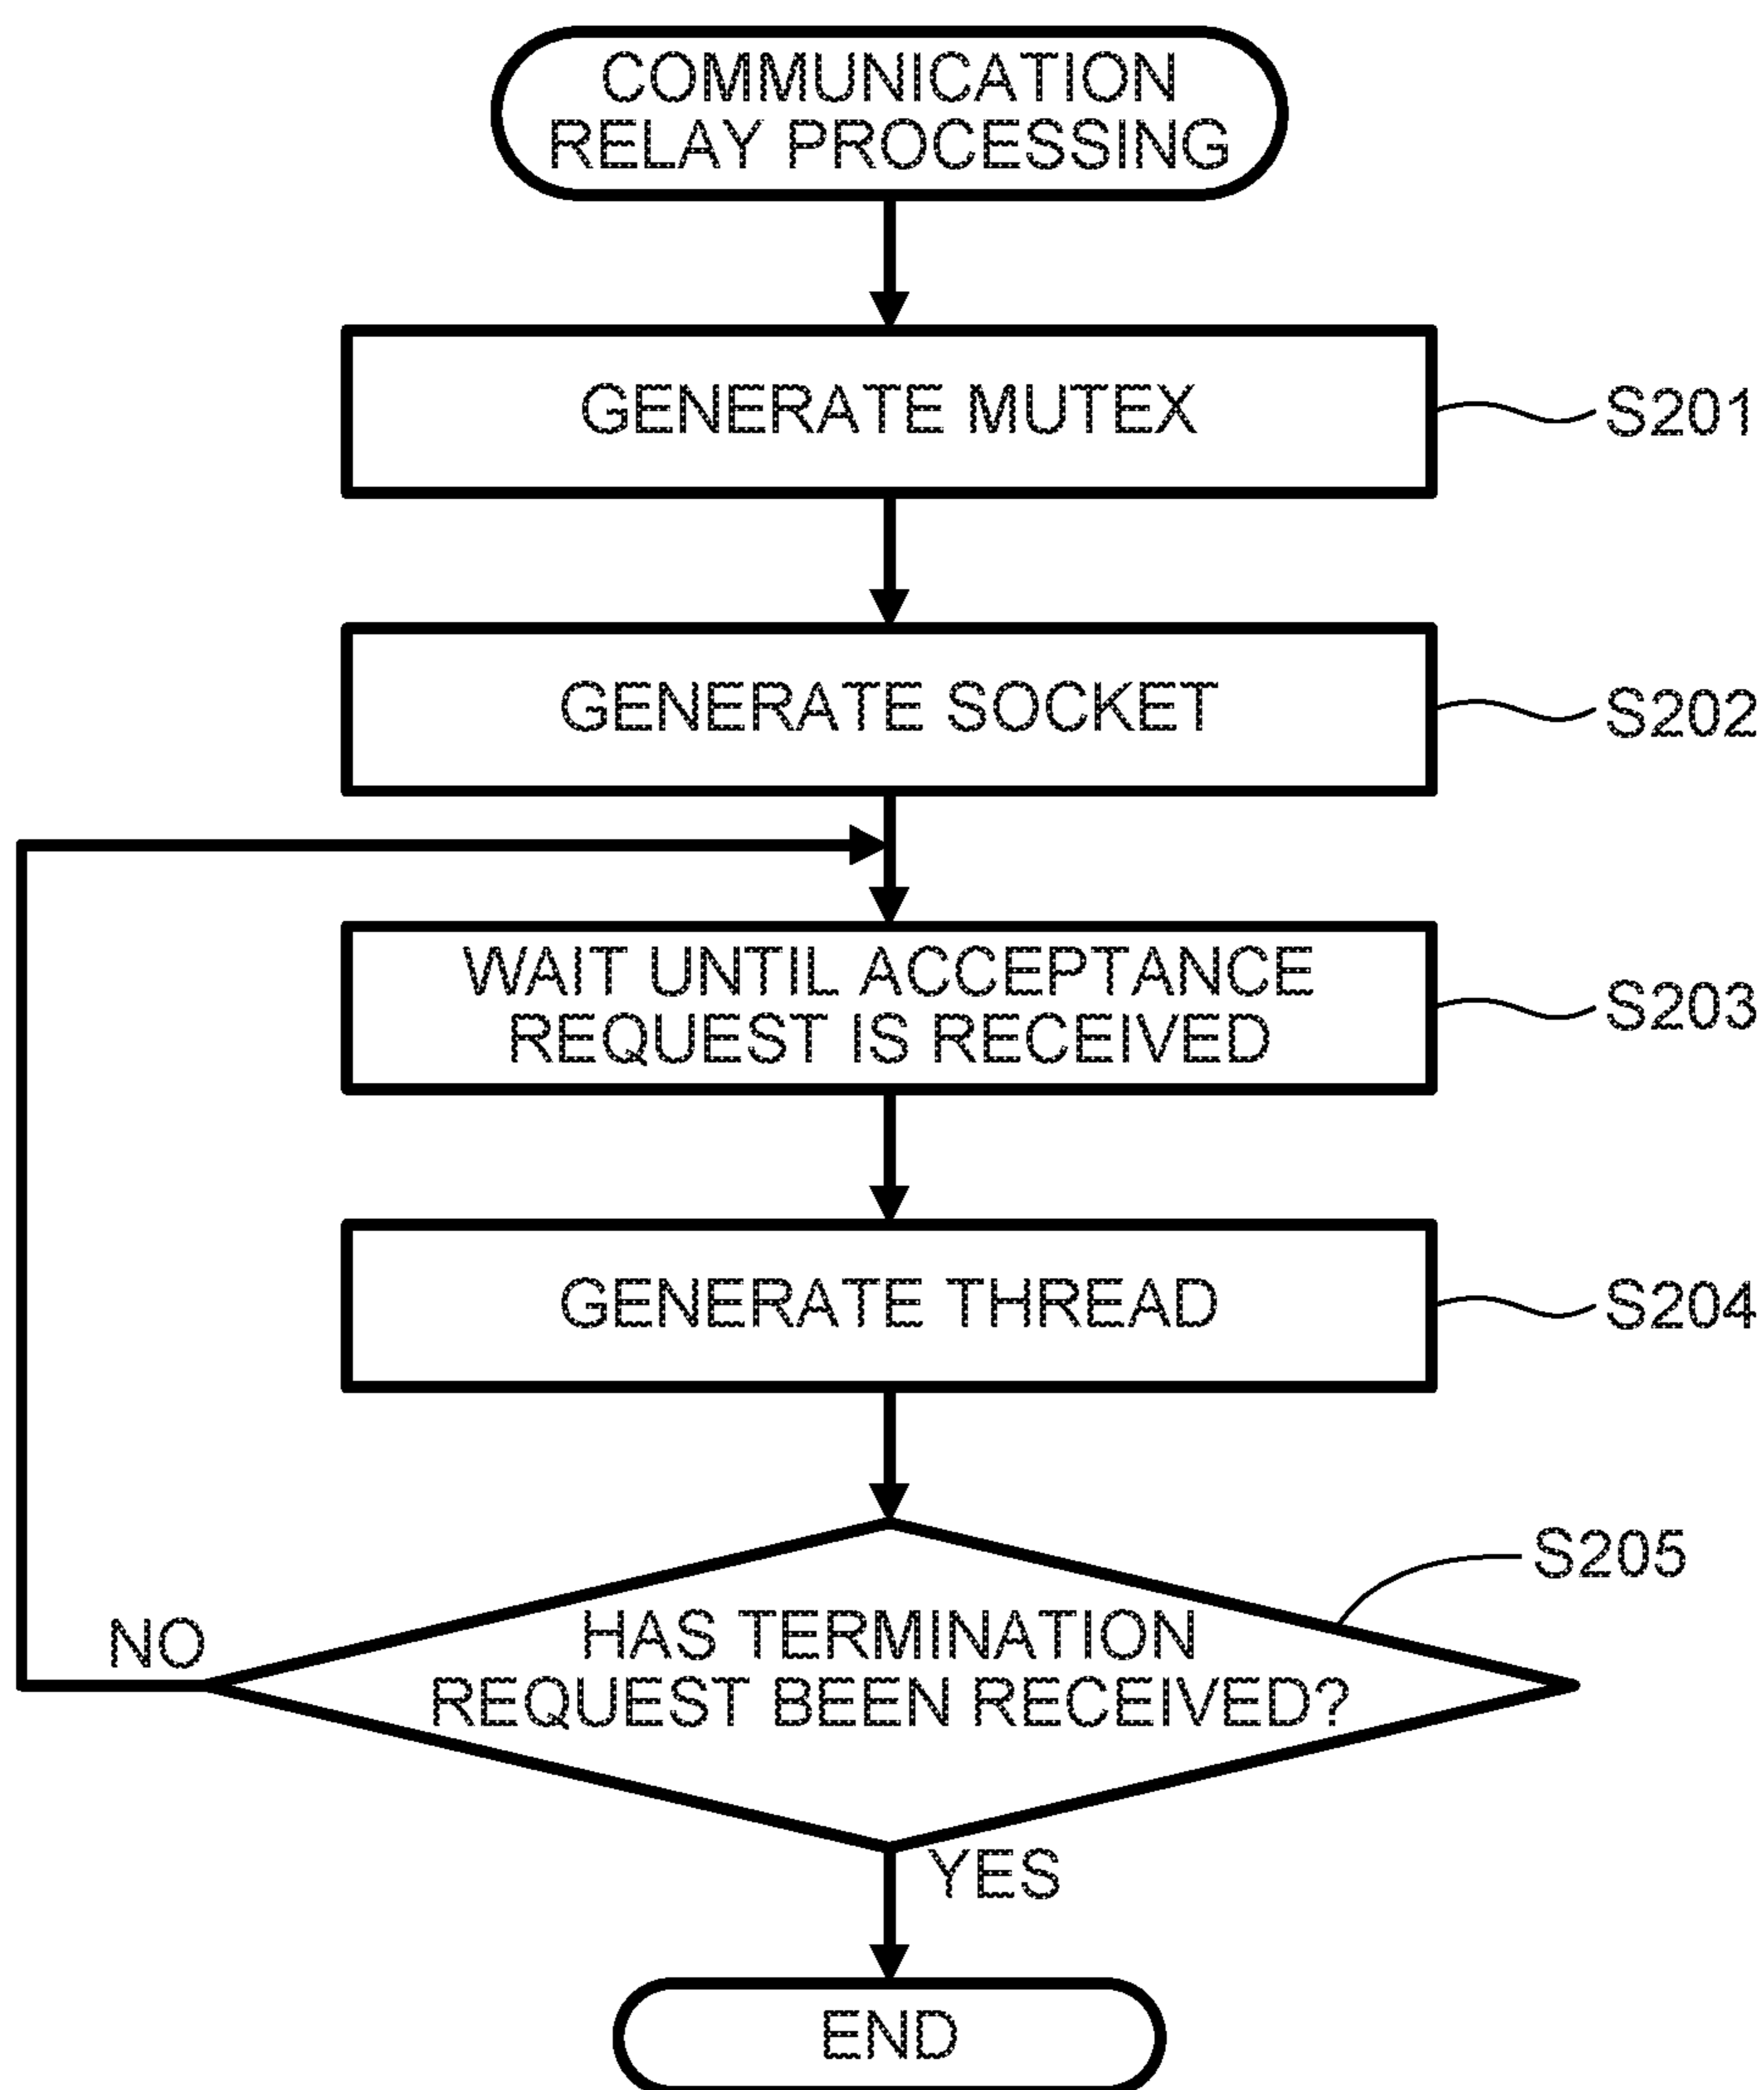 COMMUNICATION
RELAY PROCESSING
GENERATE MUTEX
S201
GENERATE SOCKET
S202
WAIT UNTIL ACCEPTANCE
REQUEST IS RECEIVED
S203
GENERATE THREAD
S204
S205
HAS TERMINATION
REQUEST BEEN RECEIVED?
NO
YES
END